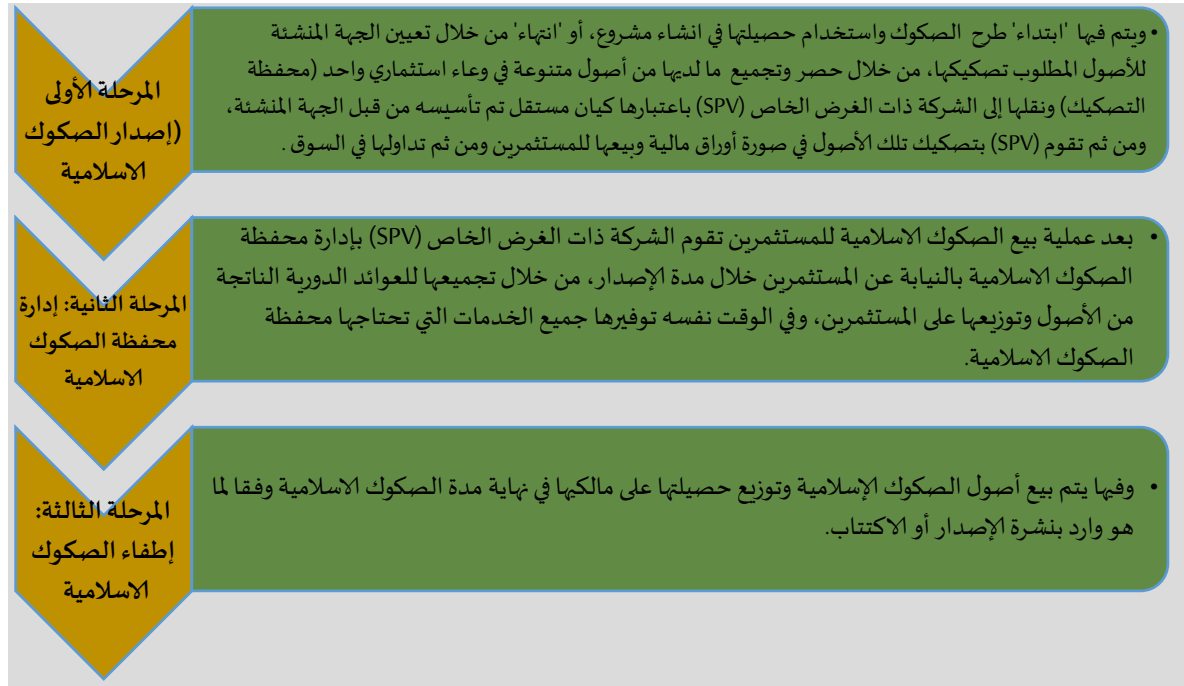 المرحلة الأولى
(إصدار الصكوك
الاسلامية
• ويتم فيها 'ابتداء' طرح الصكوك واستخدام حصيلتها في انشاء مشروع، أو 'انتهاء' من خلال تعيين الجهة المنشئة
للأصول المطلوب تصكيكها، من خلال حصر وتجميع ما لديها من أصول متنوعة في وعاء استثماري واحد (محفظة
التصكيك) ونقلها إلى الشركة ذات الغرض الخاص (SPV) باعتبارها كيان مستقل تم تأسيسه من قبل الجهة المنشئة،
ومن ثم تقوم (SPV) بتصكيك تلك الأصول في صورة أوراق مالية وبيعها للمستثمرين ومن ثم تداولها في السوق .
المرحلة الثانية: إدارة
محفظة الصكوك
الاسلامية
• بعد عملية بيع الصكوك الاسلامية للمستثمرين تقوم الشركة ذات الغرض الخاص (SPV) بإدارة محفظة
الصكوك الاسلامية بالنيابة عن المستثمرين خلال مدة الإصدار، من خلال تجميعها للعوائد الدورية الناتجة
من الأصول وتوزيعها على المستثمرين، وفي الوقت نفسه توفيرها جميع الخدمات التي تحتاجها محفظة
الصكوك الاسلامية.
المرحلة الثالثة:
إطفاء الصكوك
الاسلامية
• وفيها يتم بيع أصول الصكوك الإسلامية وتوزيع حصيلتها على مالكيها في نهاية مدة الصكوك الاسلامية وفقا لما
هو وارد بنشرة الإصدار أو الاكتتاب.